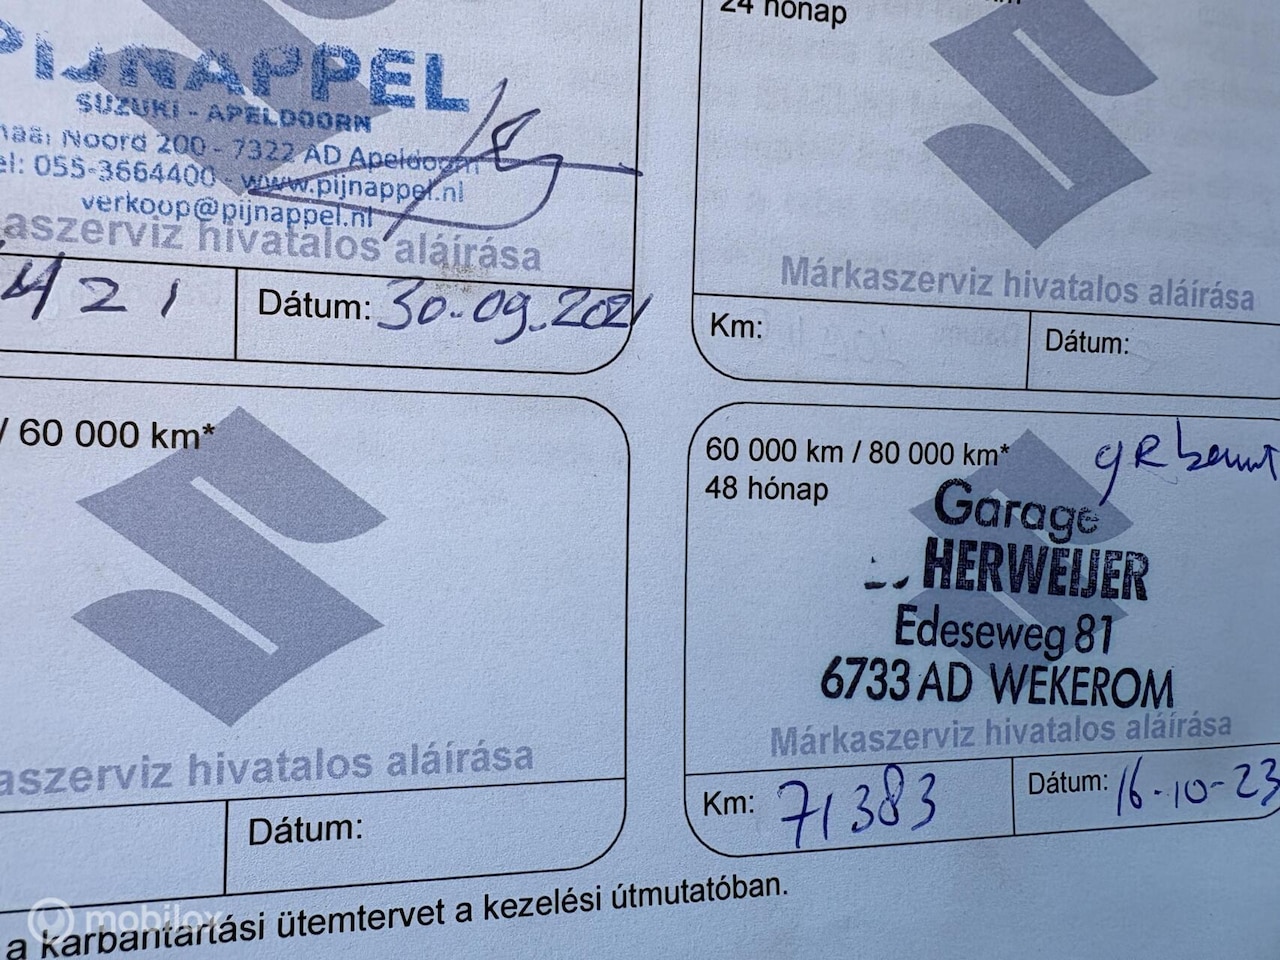 PIJNAPPEL
SUZUKI - APELDOORN
Noord 200 - 7322 AD Apeldoorn
el: 055-3664400 - www.pijnappel.nl
verkoop@pijnappel.nl
aszerviz hivatalos aláírása
421
Dátum: 30-09-2021
24 hónap
Márkaszerviz hivatalos aláírása
Km:
Dátum:
/ 60 000 km*
aszerviz hivatalos aláírása
Dátum:
60 000 km / 80 000 km*
48 hónap
Garage
HERWEIJER
Edeseweg 81
6733 AD WEKEROM
Márkaszerviz hivatalos aláírása
Km: 71383
Dátum: 16-10-23
a karbantartási ütemtervet a kezelési útmutatóban.
mobilox